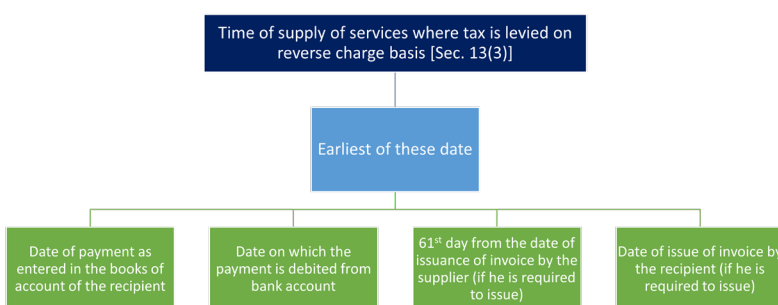 Time of supply of services where tax is levied on
reverse charge basis [Sec. 13(3)]
Earliest of these date
Date of payment as
entered in the books of
account of the recipient
Date on which the
payment is debited from
bank account
61st day from the date of
issuance of invoice by the
supplier (if he is required
to issue)
Date of issue of invoice by
the recipient (if he is
required to issue)